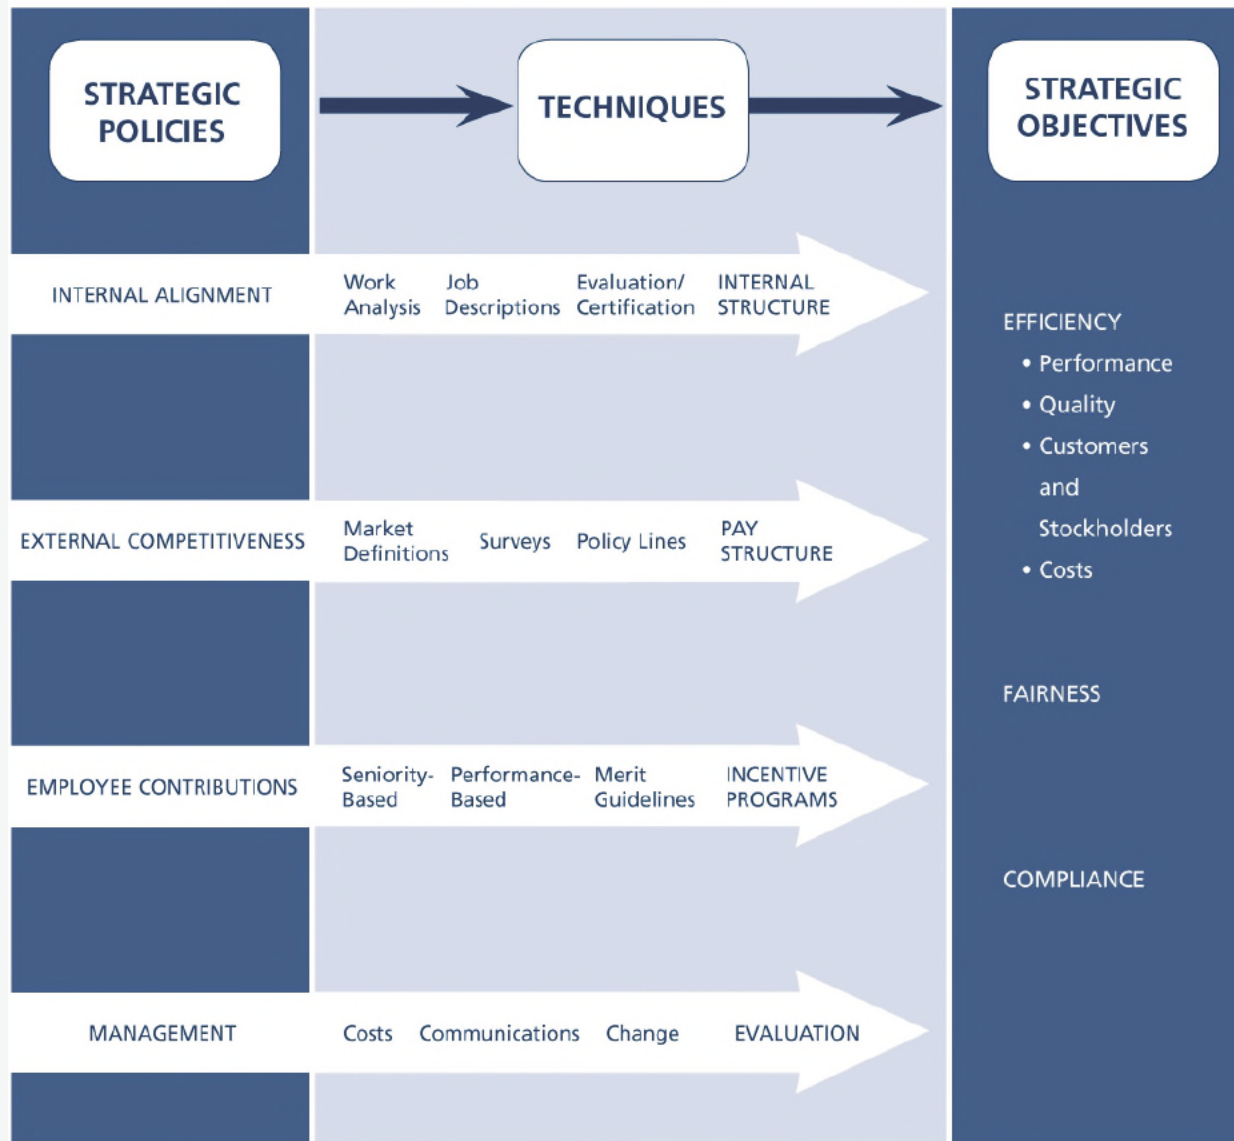 STRATEGIC
POLICIES
TECHNIQUES
STRATEGIC
OBJECTIVES
INTERNAL ALIGNMENT
Work
Analysis
Job
Descriptions
Evaluation/
Certification
INTERNAL
STRUCTURE
EXTERNAL COMPETITIVENESS
Market
Definitions
Surveys
Policy Lines
PAY
STRUCTURE
EMPLOYEE CONTRIBUTIONS
Seniority-
Based
Performance-
Based
Merit
Guidelines
INCENTIVE
PROGRAMS
MANAGEMENT
Costs
Communications
Change
EVALUATION
EFFICIENCY
• Performance
• Quality
• Customers
and
Stockholders
• Costs
FAIRNESS
COMPLIANCE